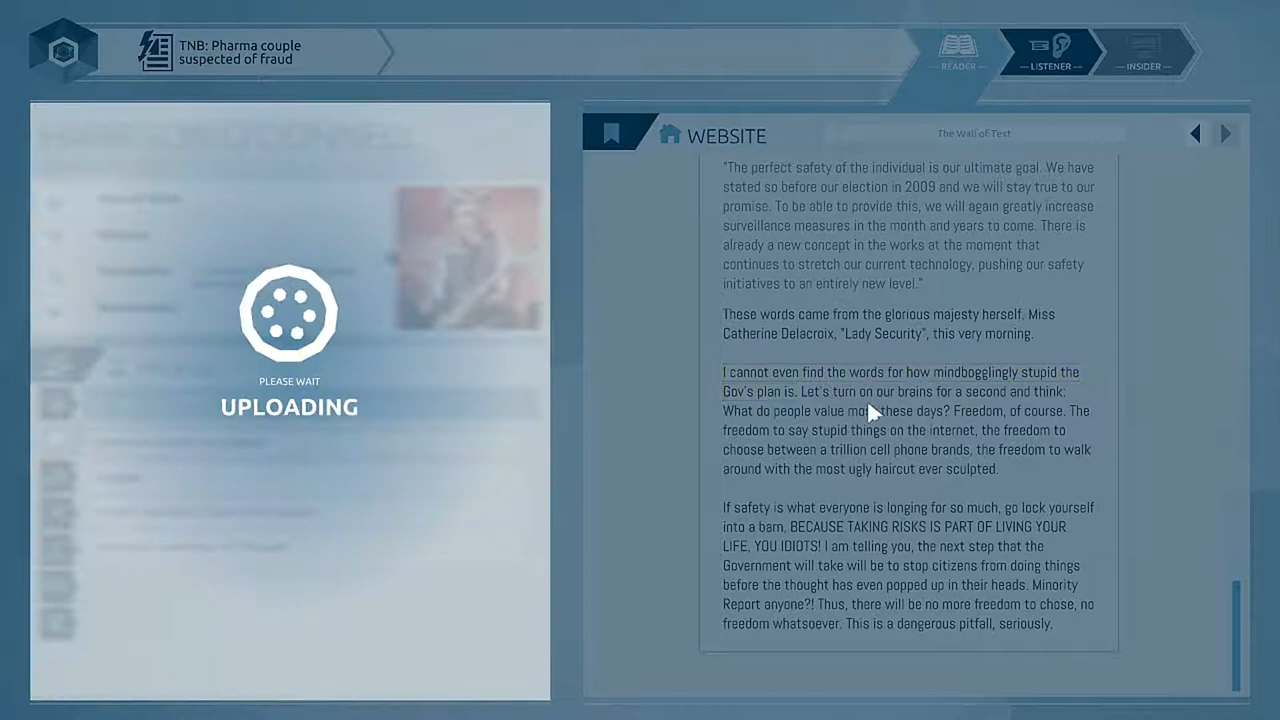 TNB: Pharma couple
suspected of fraud
READER
LISTENER
INSIDER
PLEASE WAIT
UPLOADING
WEBSITE
The Wall of Text
"The perfect safety of the individual is our ultimate goal. We have
stated so before our election in 2009 and we will stay true to our
promise. To be able to provide this, we will again greatly increase
surveillance measures in the month and years to come. There is
already a new concept in the works at the moment that
continues to stretch our current technology, pushing our safety
initiatives to an entirely new level."
These words came from the glorious majesty herself. Miss
Catherine Delacroix, "Lady Security", this very morning.
I cannot even find the words for how mindbogglingly stupid the
Gov's plan is. Let's turn on our brains for a second and think:
What do people value most these days? Freedom, of course. The
freedom to say stupid things on the internet, the freedom to
choose between a trillion cell phone brands, the freedom to walk
around with the most ugly haircut ever sculpted.
If safety is what everyone is longing for so much, go lock yourself
into a barn, BECAUSE TAKING RISKS IS PART OF LIVING YOUR
LIFE, YOU IDIOTS! I am telling you, the next step that the
Government will take will be to stop citizens from doing things
before the thought has even popped up in their heads. Minority
Report anyone?! Thus, there will be no more freedom to chose, no
freedom whatsoever. This is a dangerous pitfall, seriously.